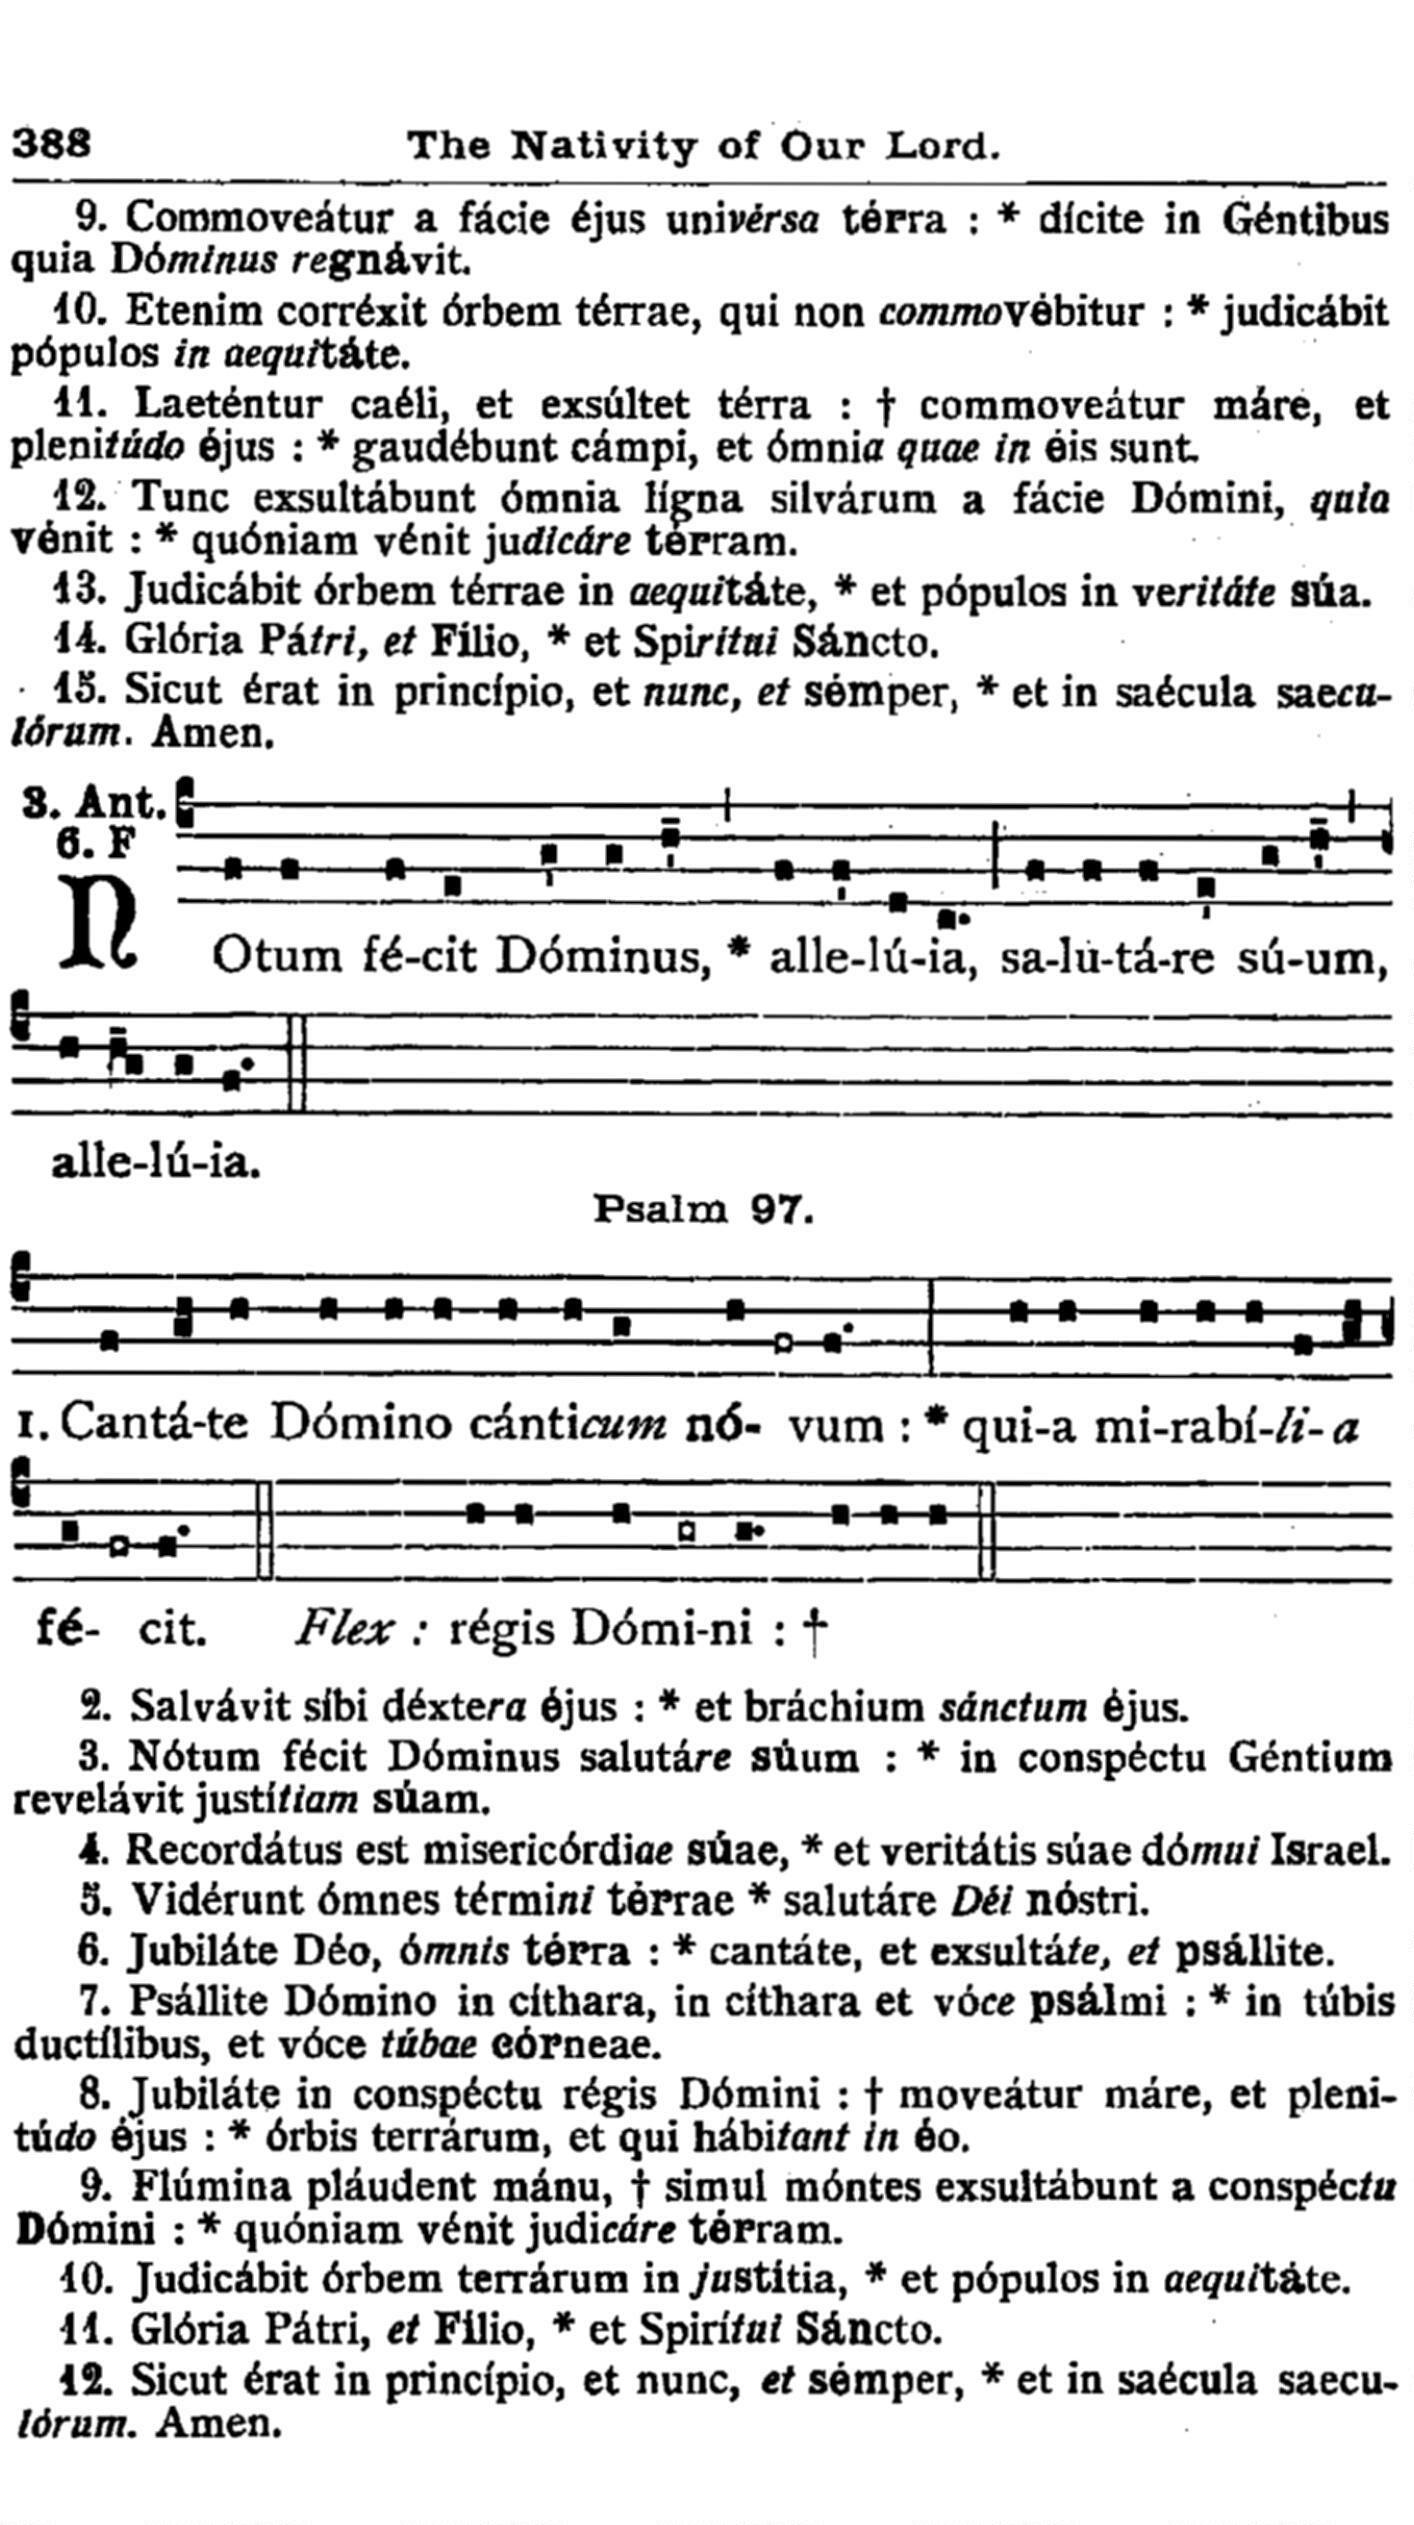 388 The Nativity of Our Lord.
9. Commoveátur a fácie éjus univérsa térra : * dícite in Géntibus
quia Dóminus regnávit.
10. Etenim corréxit órbem térrae, qui non commovébitur : * judicábit
pópulos in aequitáte.
11. Laeténtur caéli, et exsúltet térra : † commoveátur máre, et
plenitúdo éjus : * gaudébunt cámpi, et ómnia quae in éis sunt.
12. Tunc exsultábunt ómnia lígna silvárum a fácie Dómini, quia
vénit : * quóniam vénit judicáre térram.
13. Judicábit órbem térrae in aequitáte, * et pópulos in veritáte súa.
14. Glória Pátri, et Fílio, * et Spirítui Sáncto.
15. Sicut érat in princípio, et nunc, et sémper, * et in saécula saecu-
lórum. Amen.
3. Ant.
6. F
NOtum fé-cit Dóminus, * alle-lú-ia, sa-lu-tá-re sú-um,
alle-lú-ia.
Psalm 97.
1. Cantá-te Dómino cánticum nó- vum : * qui-a mi-rabí-li- a
fé- cit. Flex : régis Dómi-ni : †
2. Salvávit síbi déxtera éjus : * et bráchium sánctum éjus.
3. Nótum fécit Dóminus salutáre súum : * in conspéctu Géntium
revelávit justítiam súam.
4. Recordátus est misericórdiae súae, * et veritátis súae dómui Israel.
5. Vidérunt ómnes términi térrae * salutáre Déi nóstri.
6. Jubiláte Déo, ómnis térra : * cantáte, et exsultáte, et psállite.
7. Psállite Dómino in cíthara, in cíthara et vóce psálmi : * in túbis
ductílibus, et vóce túbae córneae.
8. Jubiláte in conspéctu régis Dómini : † moveátur máre, et pleni-
túdo éjus : * órbis terrárum, et qui hábitant in éo.
9. Flúmina pláudent mánu, † simul móntes exsultábunt a conspéctu
Dómini : * quóniam vénit judicáre térram.
10. Judicábit órbem terrárum in justítia, * et pópulos in aequitáte.
11. Glória Pátri, et Fílio, * et Spirítui Sáncto.
12. Sicut érat in princípio, et nunc, et sémper, * et in saécula saecu-
lórum. Amen.